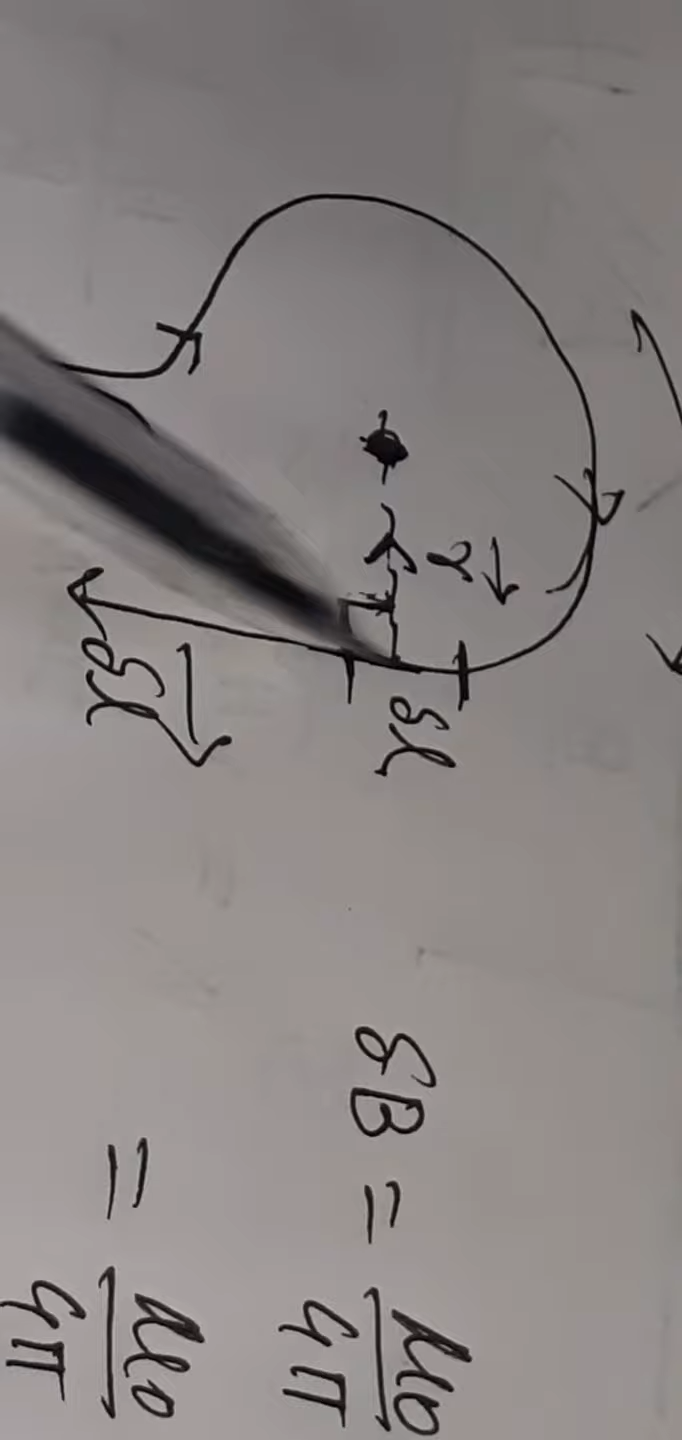 r⃗
δl
δl⃗
δB = μ0/4π
= μ0/4π